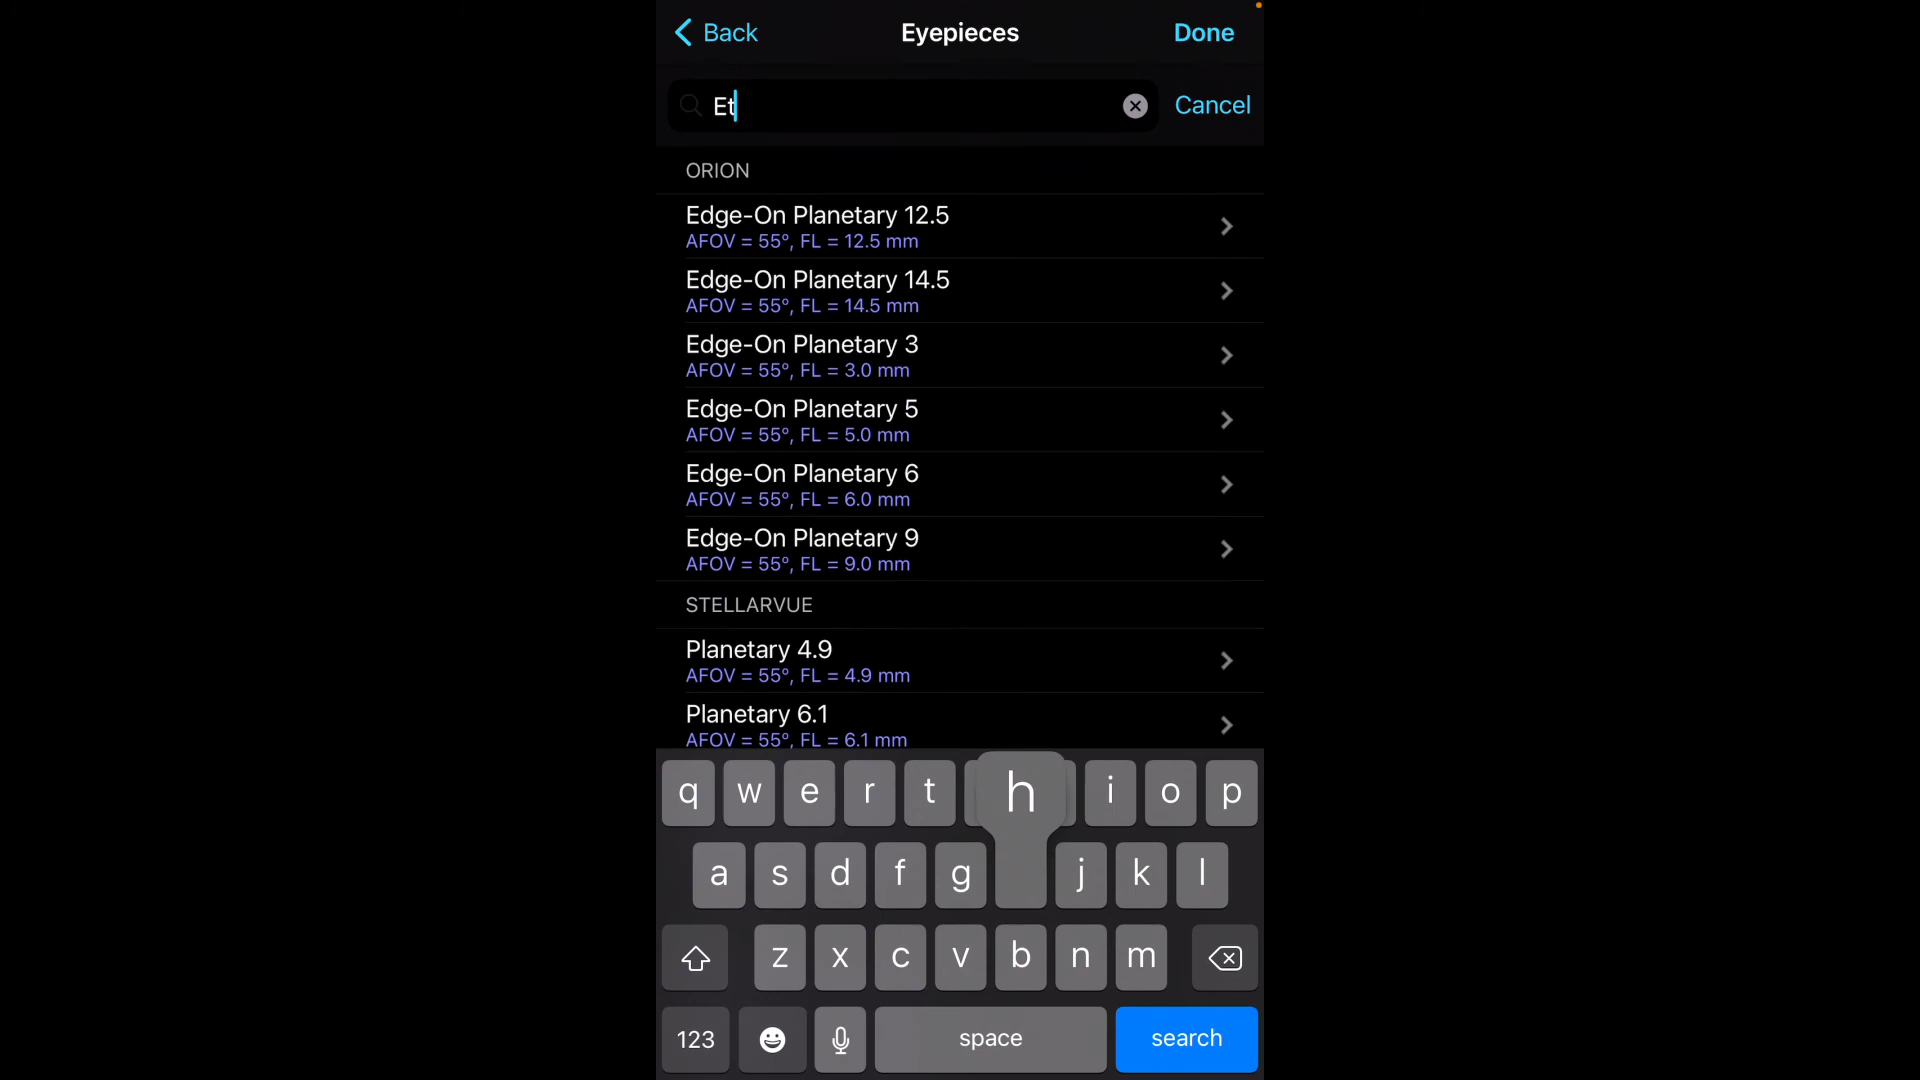 Back
Eyepieces
Done
Et
Cancel
ORION
Edge-On Planetary 12.5
AFOV = 55°, FL = 12.5 mm
Edge-On Planetary 14.5
AFOV = 55°, FL = 14.5 mm
Edge-On Planetary 3
AFOV = 55°, FL = 3.0 mm
Edge-On Planetary 5
AFOV = 55°, FL = 5.0 mm
Edge-On Planetary 6
AFOV = 55°, FL = 6.0 mm
Edge-On Planetary 9
AFOV = 55°, FL = 9.0 mm
STELLARVUE
Planetary 4.9
AFOV = 55°, FL = 4.9 mm
Planetary 6.1
AFOV = 55°, FL = 6.1 mm
q w e r t h i o p
a s d f g j k l
z x c v b n m
123 space search